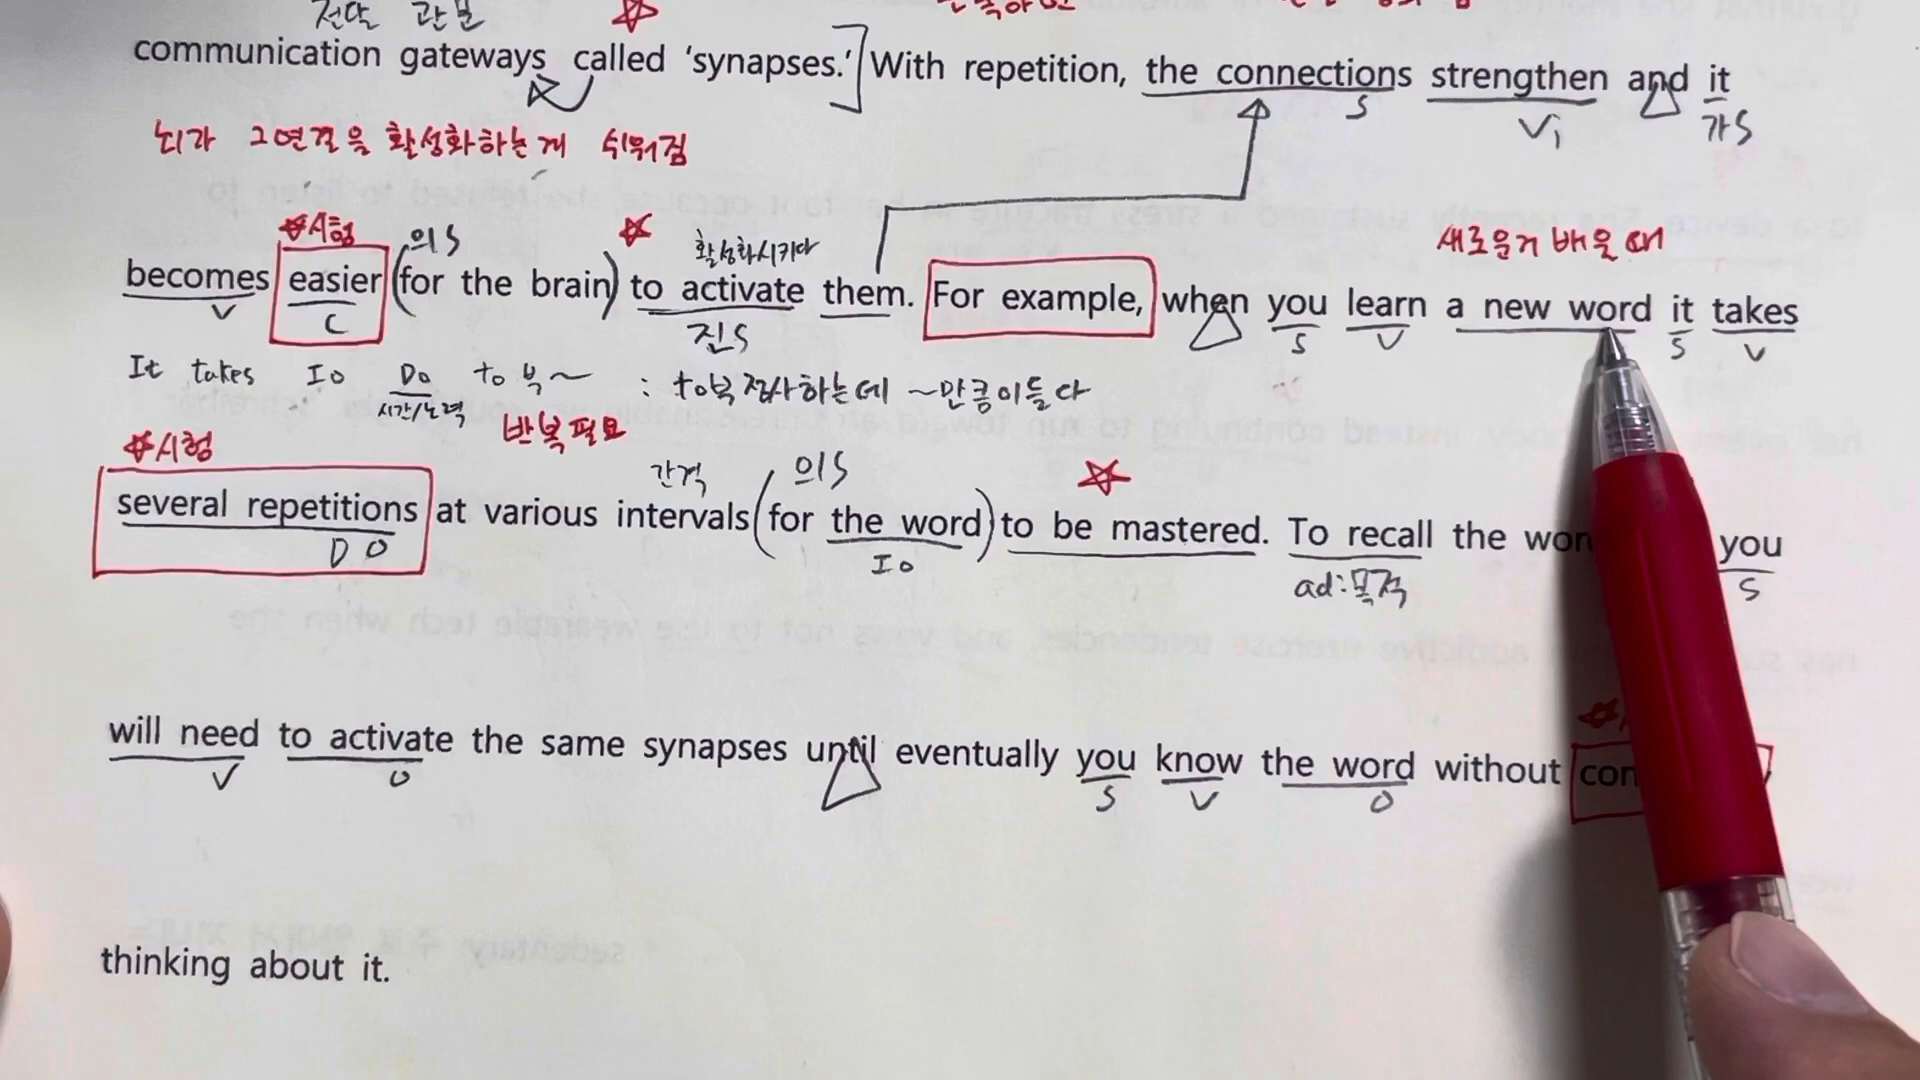 전달 관문
communication gateways called ‘synapses.’ With repetition, the connections strengthen and it
S
Vi
가S
뇌가 그연결을 활성화하는게 쉬워짐
★시험
의S
활성화시키다
새로운거 배울 때
becomes easier (for the brain) to activate them. For example, when you learn a new word it takes
V
C
진S
S
V
S
V
It takes IO DO to부~ : to부정사하는데 ~만큼이들다
시간/노력
★시험
반복필요
간격
의S
several repetitions at various intervals (for the word) to be mastered. To recall the you
DO
IO
ad:목적
S
will need to activate the same synapses until eventually you know the word without
V
O
S
V
O
thinking about it.